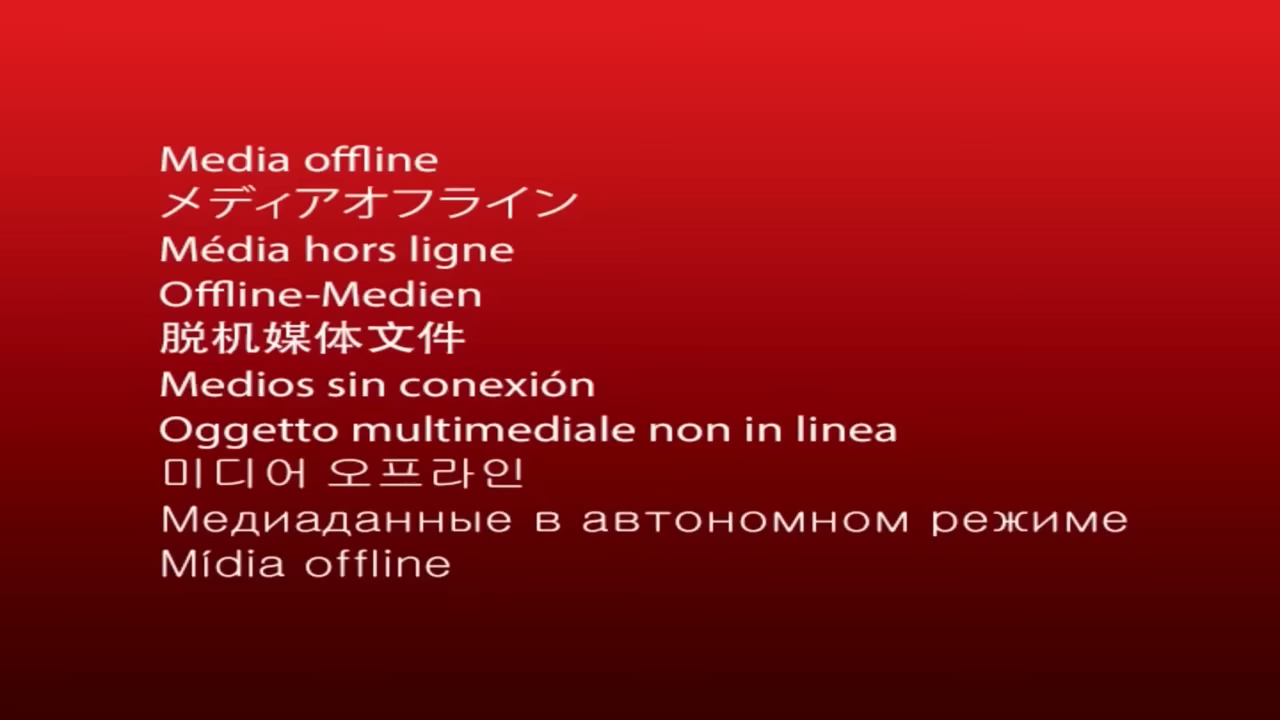 Media offline
メディアオフライン
Média hors ligne
Offline-Medien
脱机媒体文件
Medios sin conexión
Oggetto multimediale non in linea
미디어 오프라인
Медиаданные в автономном режиме
Mídia offline